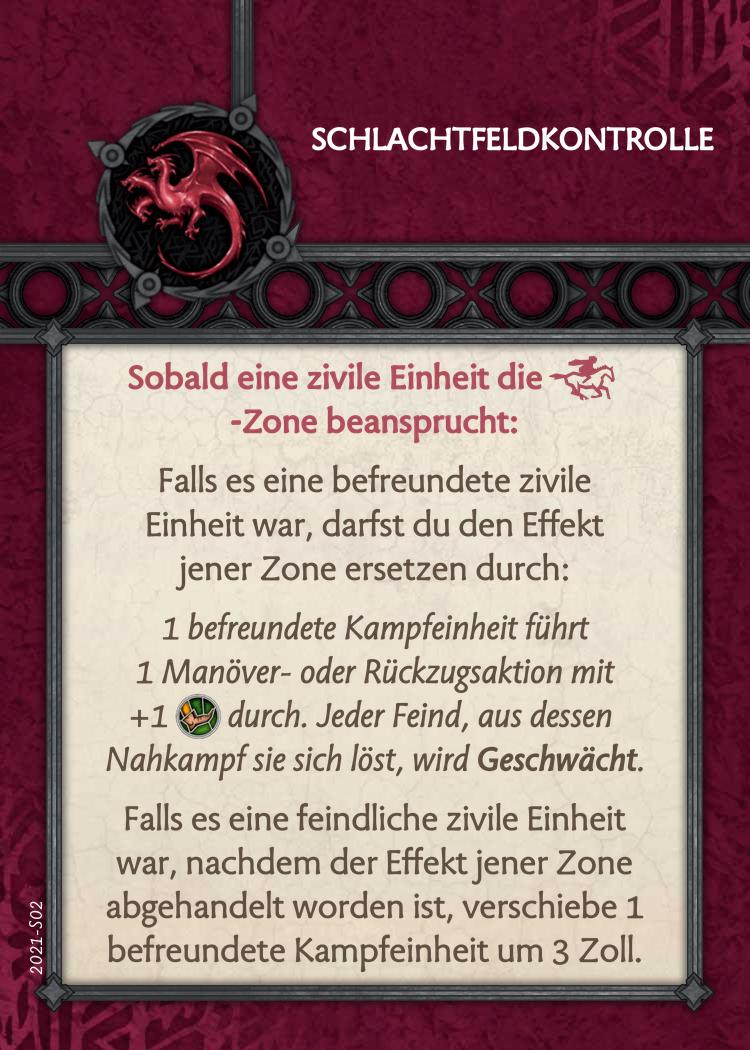 SCHLACHTFELDKONTROLLE
Sobald eine zivile Einheit die
-Zone beansprucht:
Falls es eine befreundete zivile
Einheit war, darfst du den Effekt
jener Zone ersetzen durch:
1 befreundete Kampfeinheit führt
1 Manöver- oder Rückzugsaktion mit
+1 durch. Jeder Feind, aus dessen
Nahkampf sie sich löst, wird Geschwächt.
Falls es eine feindliche zivile Einheit
war, nachdem der Effekt jener Zone
abgehandelt worden ist, verschiebe 1
befreundete Kampfeinheit um 3 Zoll.
2021-S02